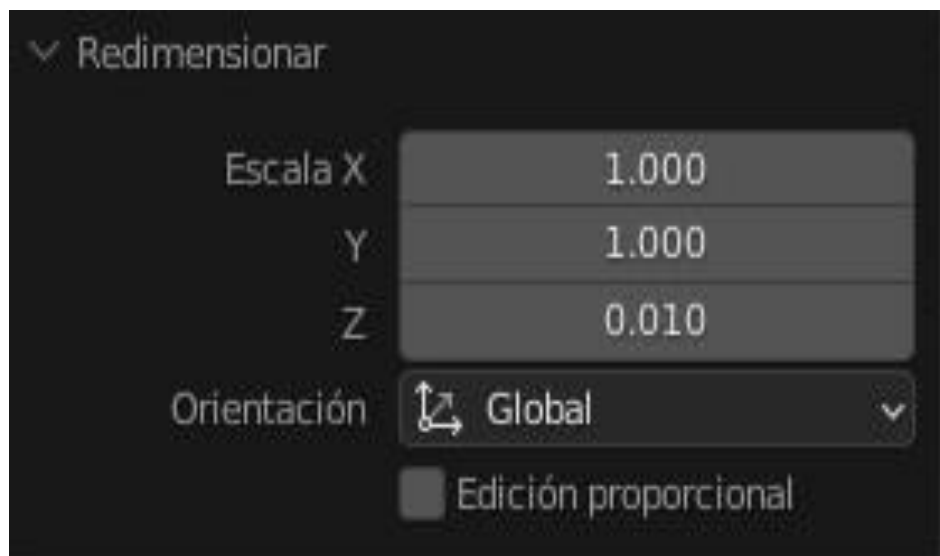 Redimensionar
Escala X 1.000
Y 1.000
Z 0.010
Orientación Global
Edición proporcional